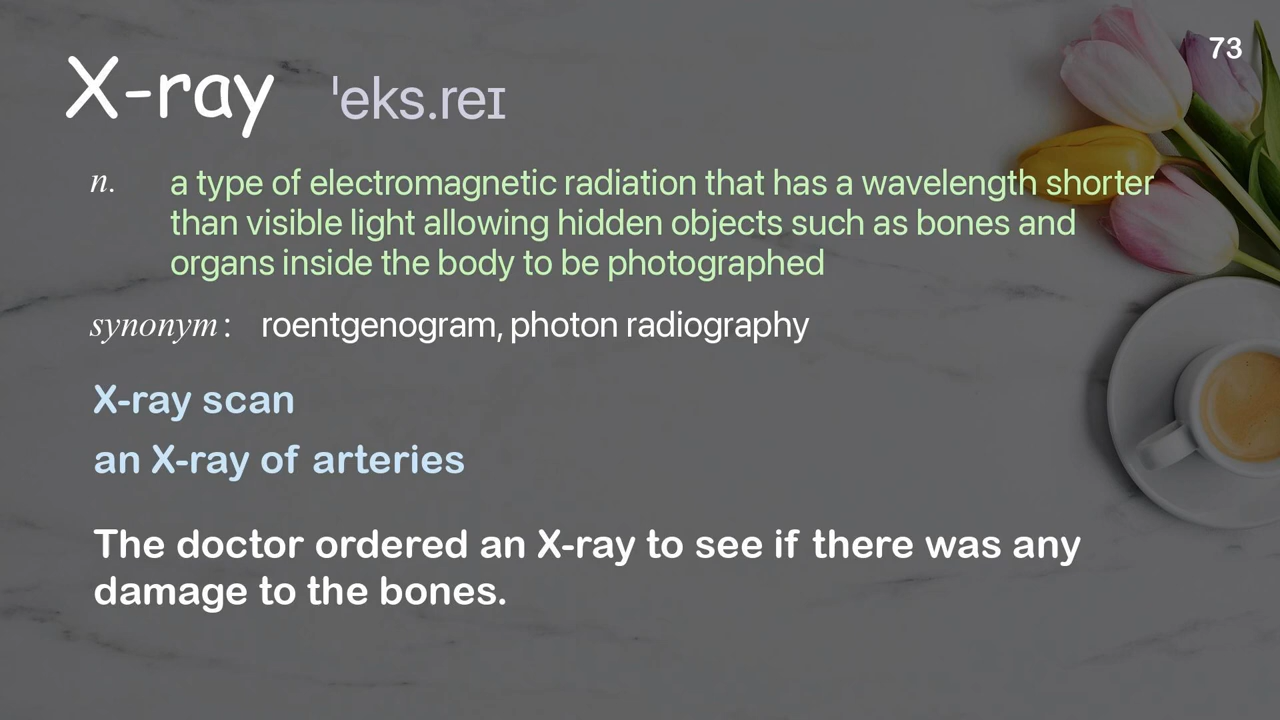 73
X-ray ˈeks.reɪ
n. a type of electromagnetic radiation that has a wavelength shorter
than visible light allowing hidden objects such as bones and
organs inside the body to be photographed
synonym: roentgenogram, photon radiography
X-ray scan
an X-ray of arteries
The doctor ordered an X-ray to see if there was any
damage to the bones.